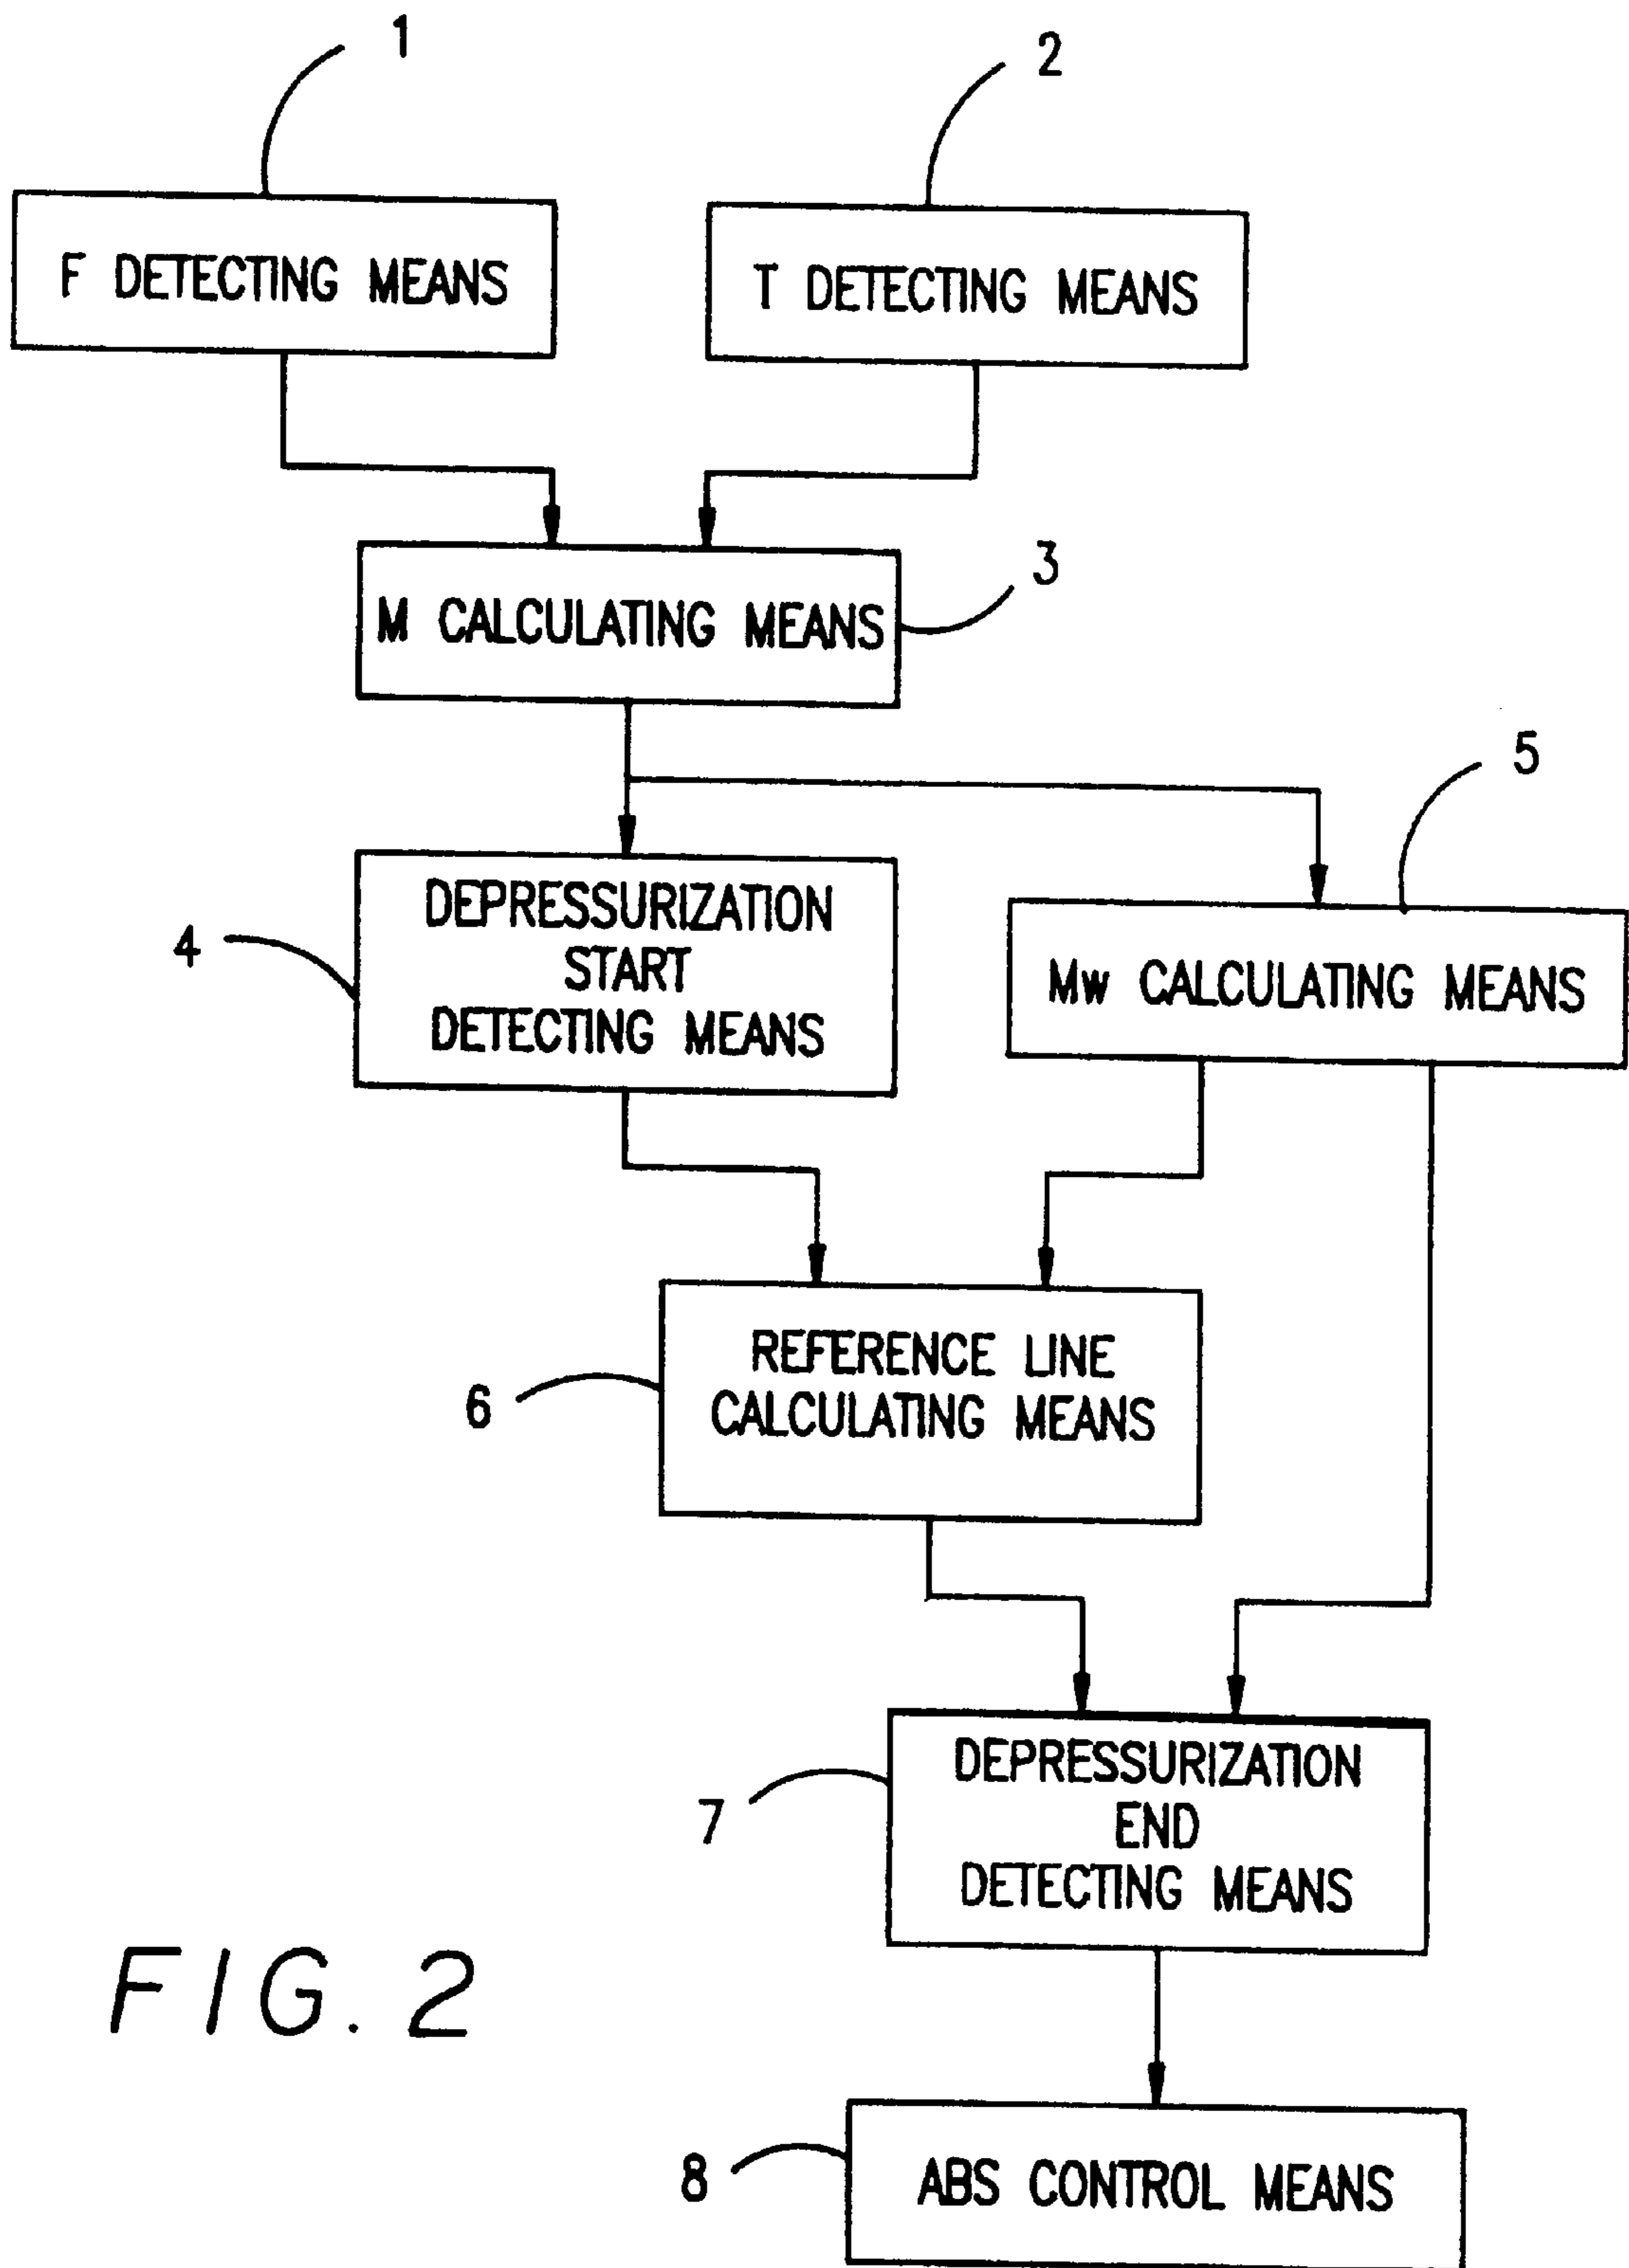 1
2
F DETECTING MEANS
T DETECTING MEANS
3
M CALCULATING MEANS
5
4
DEPRESSURIZATION
START
DETECTING MEANS
Mw CALCULATING MEANS
6
REFERENCE LINE
CALCULATING MEANS
7
DEPRESSURIZATION
END
DETECTING MEANS
FIG. 2
8
ABS CONTROL MEANS